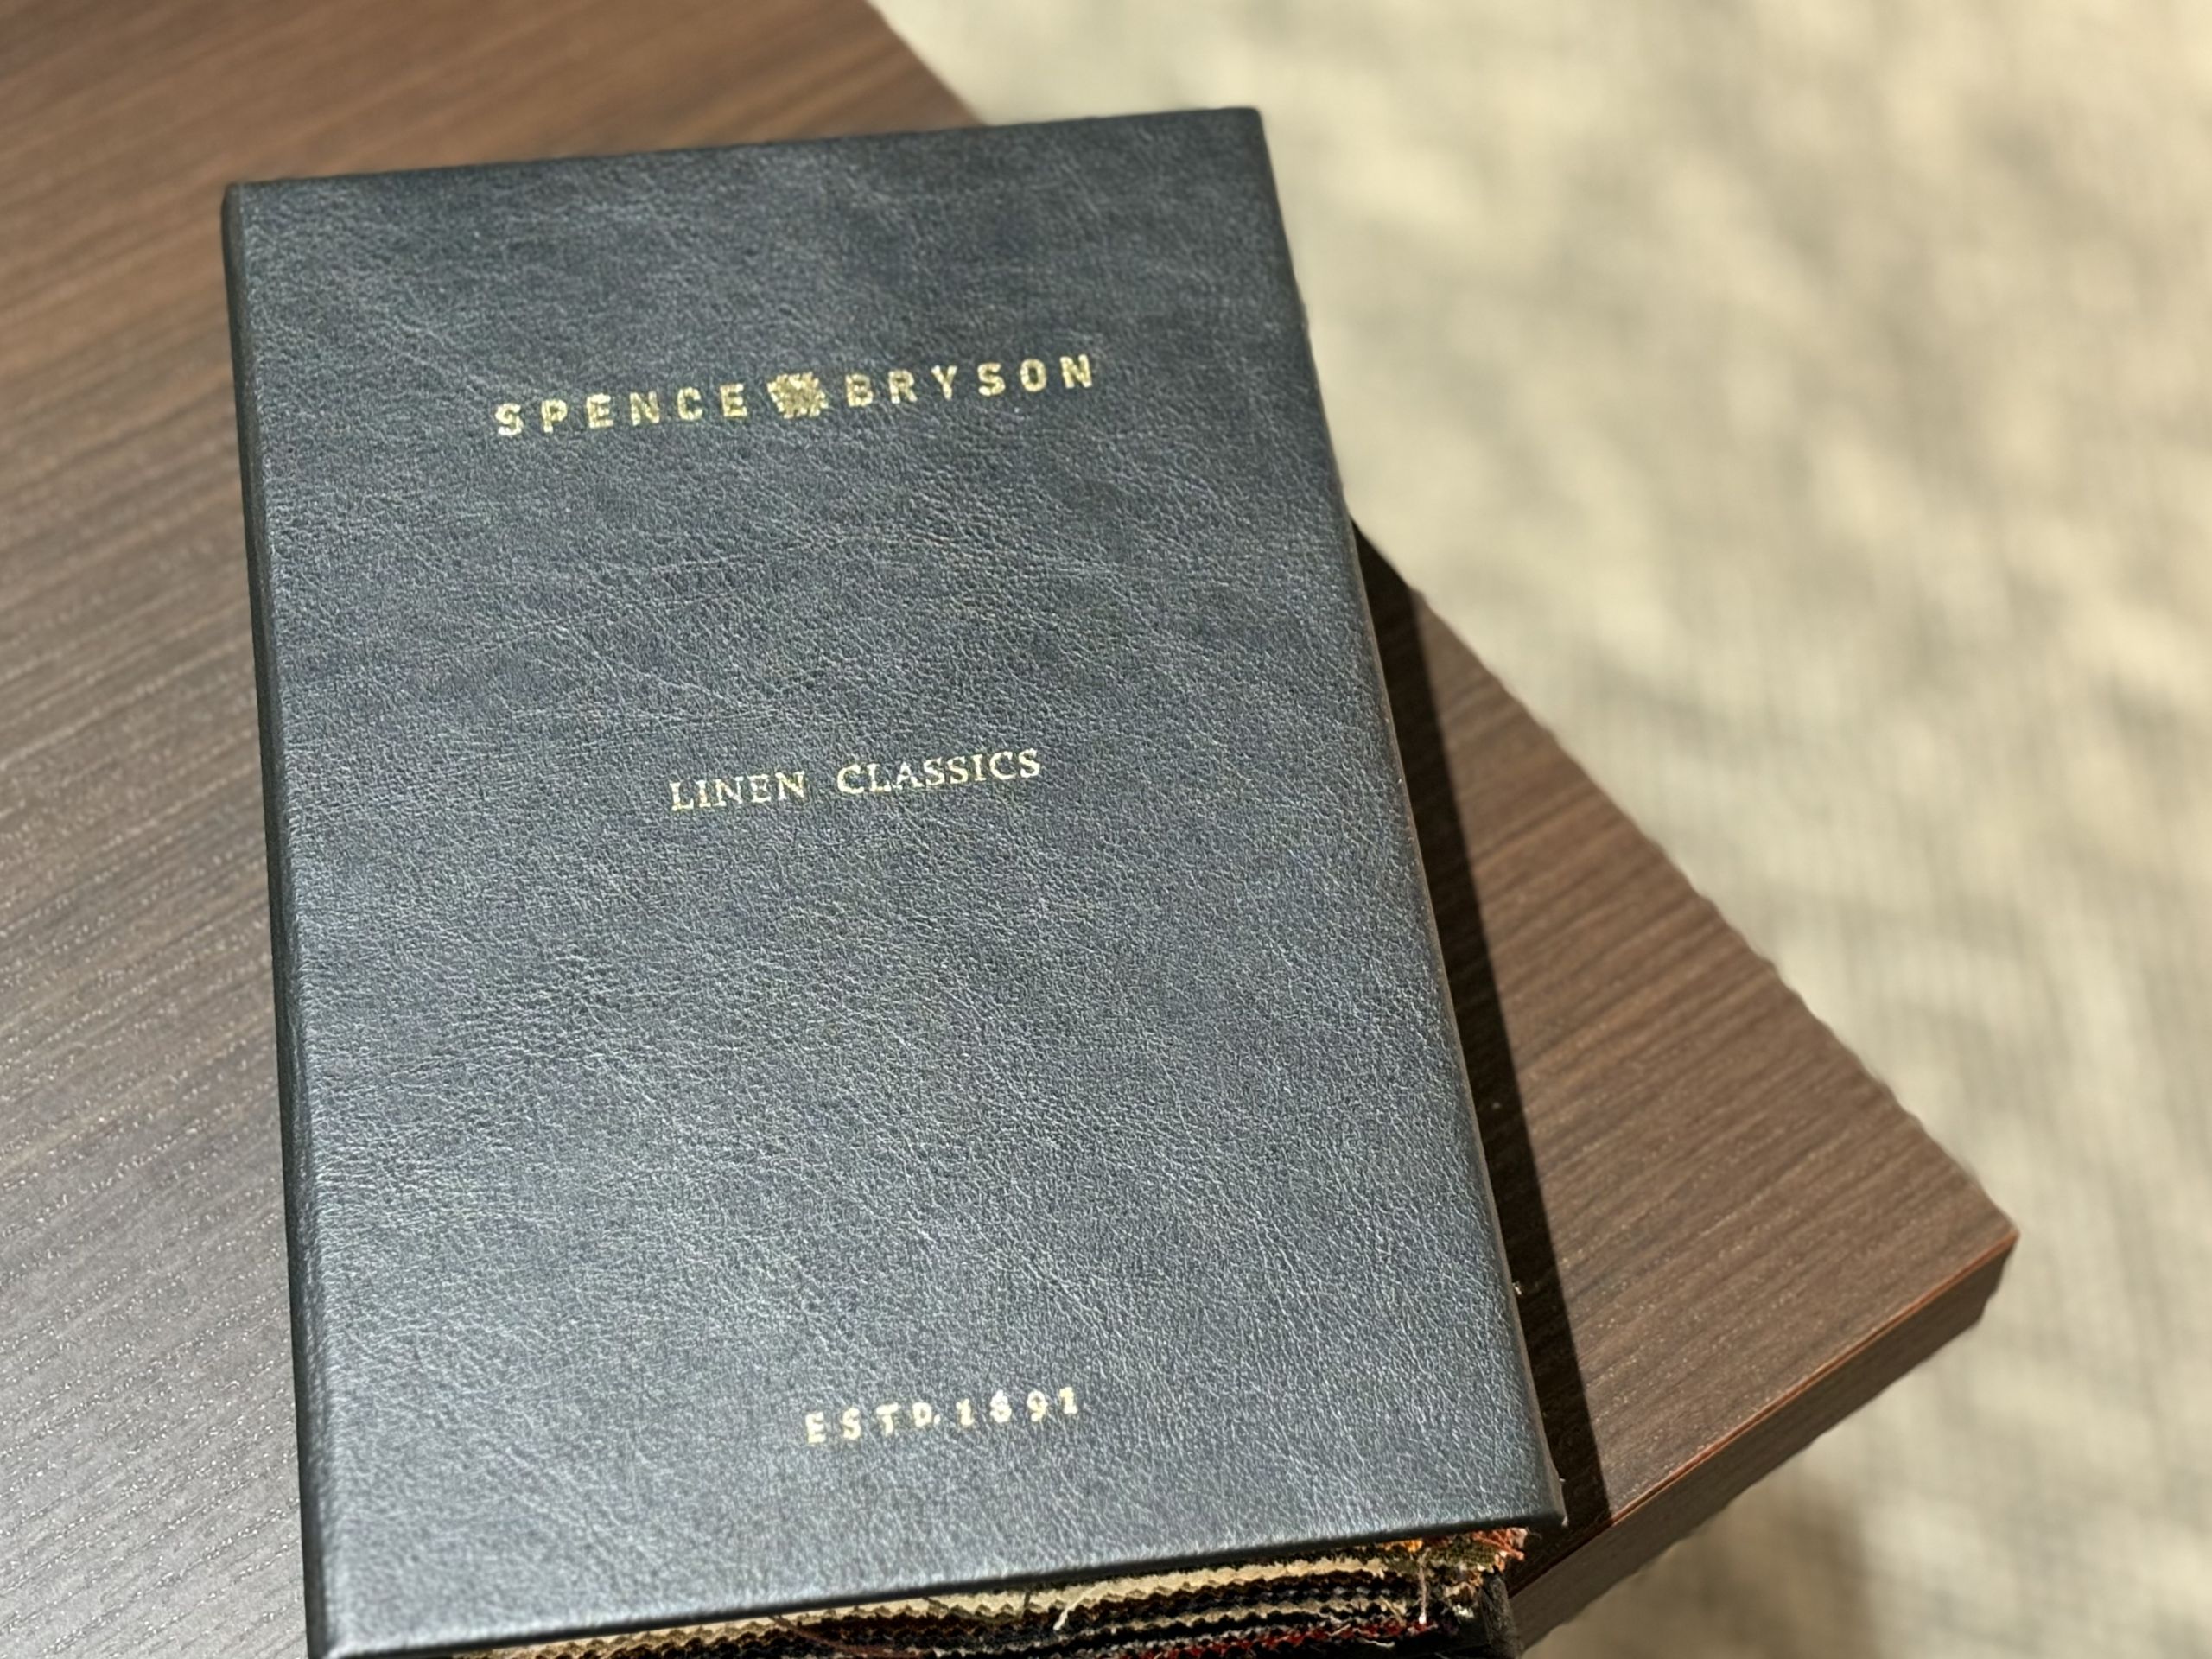 SPENCE BRYSON
LINEN CLASSICS
ESTD.1891